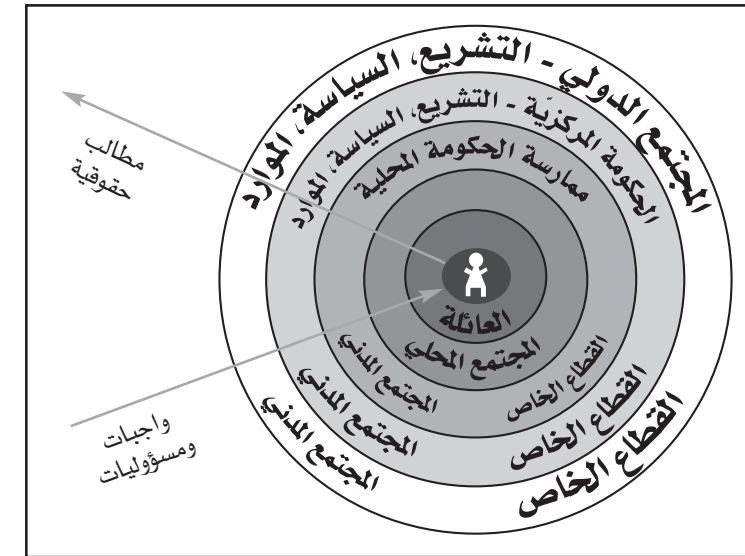 المجتمع الدولي - التشريع، السياسة، الموارد
الحكومة المركزيّة - التشريع، السياسة، الموارد
ممارسة الحكومة المحلية
مطالب
حقوقية
العائلة
المجتمع المحلي
القطاع الخاص
المجتمع المدني
القطاع الخاص
المجتمع المدني
القطاع الخاص
المجتمع المدني
واجبات
ومسؤوليات